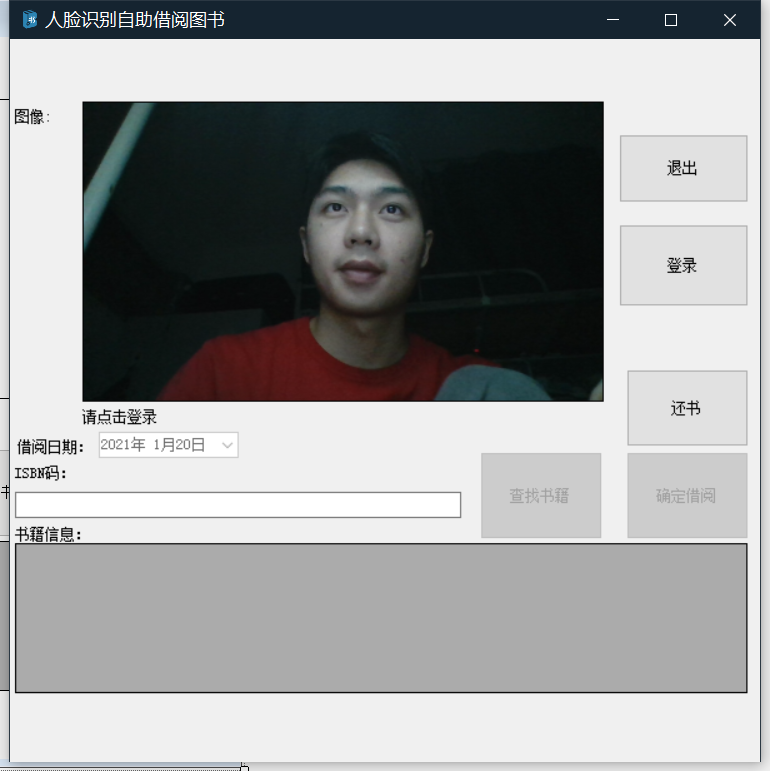 人脸识别自助借阅图书
图像:
退出
登录
还书
请点击登录
借阅日期:
2021年 1月20日
ISBN码:
查找书籍
确定借阅
书籍信息: